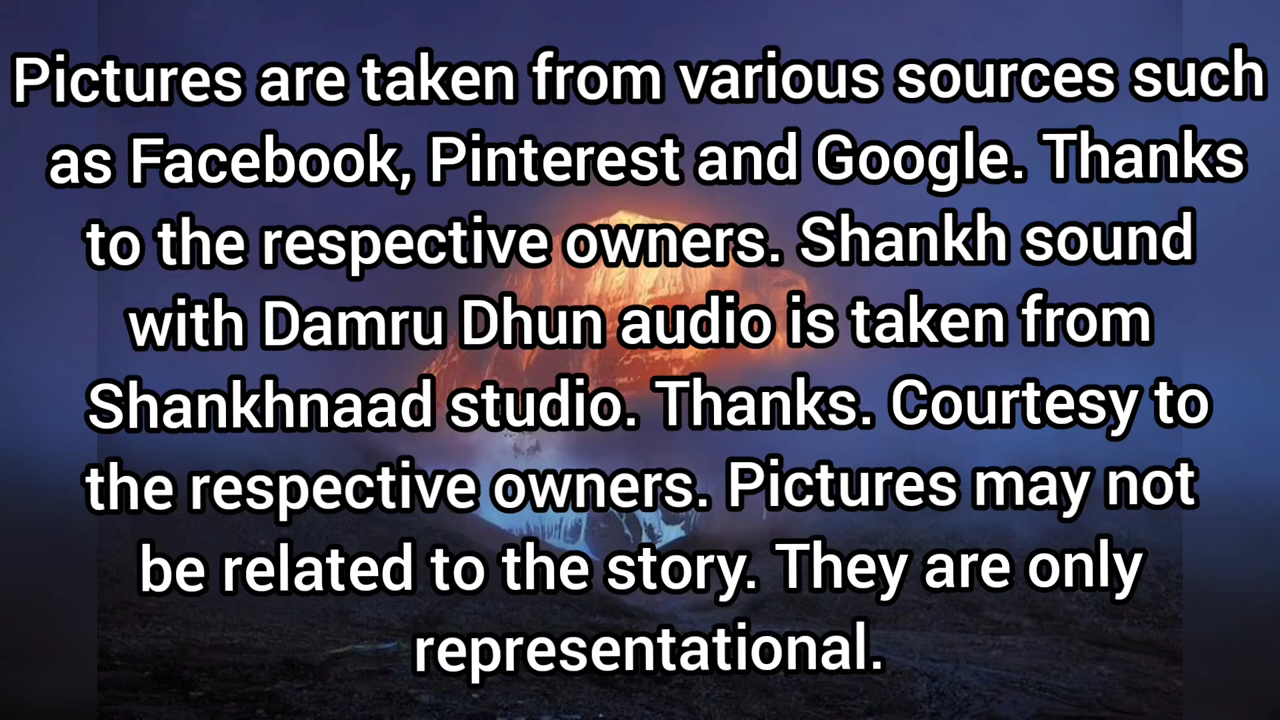 Pictures are taken from various sources such
as Facebook, Pinterest and Google. Thanks
to the respective owners. Shankh sound
with Damru Dhun audio is taken from
Shankhnaad studio. Thanks. Courtesy to
the respective owners. Pictures may not
be related to the story. They are only
representational.